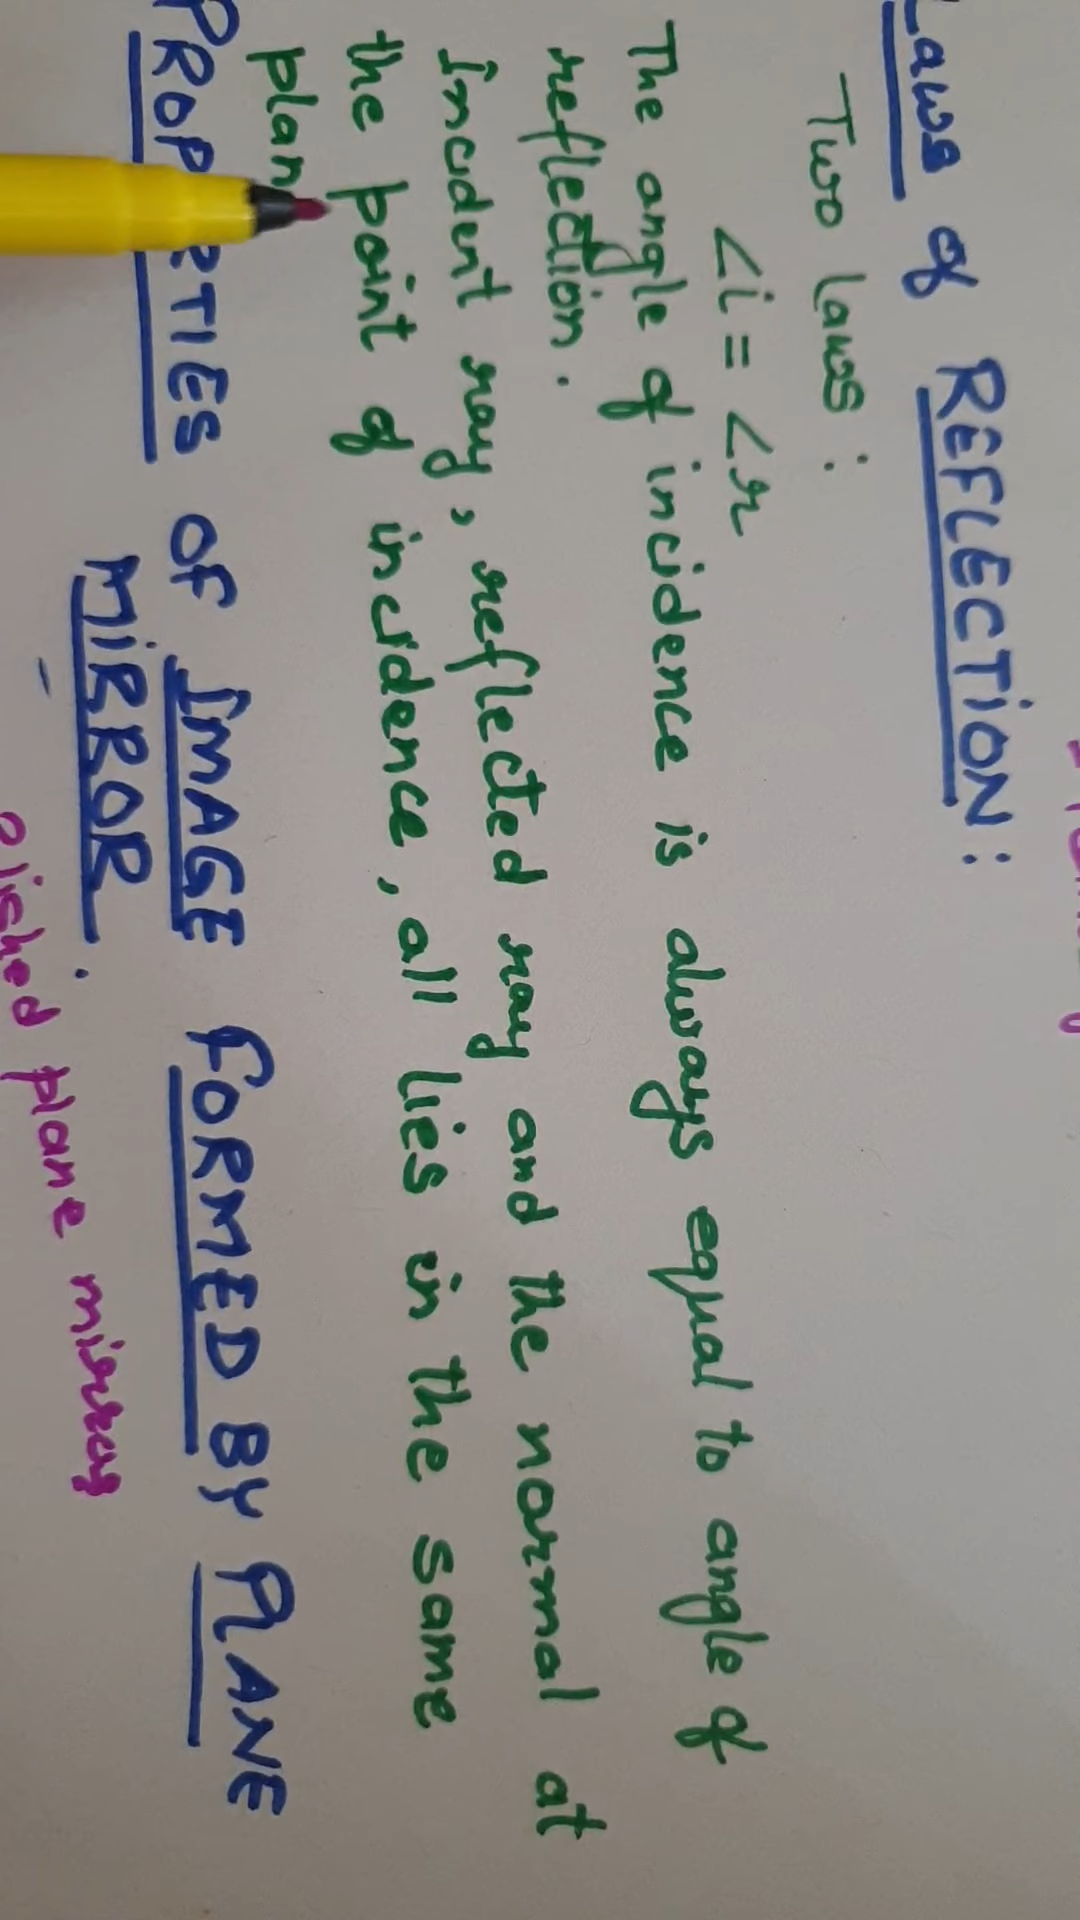 Laws of REFLECTION:
Two laws:
∠i = ∠r
The angle of incidence is always equal to angle of
reflection.
Incident ray, reflected ray and the normal at
the point of incidence, all lies in the same
plan
PROPERTIES OF IMAGE FORMED BY PLANE
MIRROR.
plane mirror